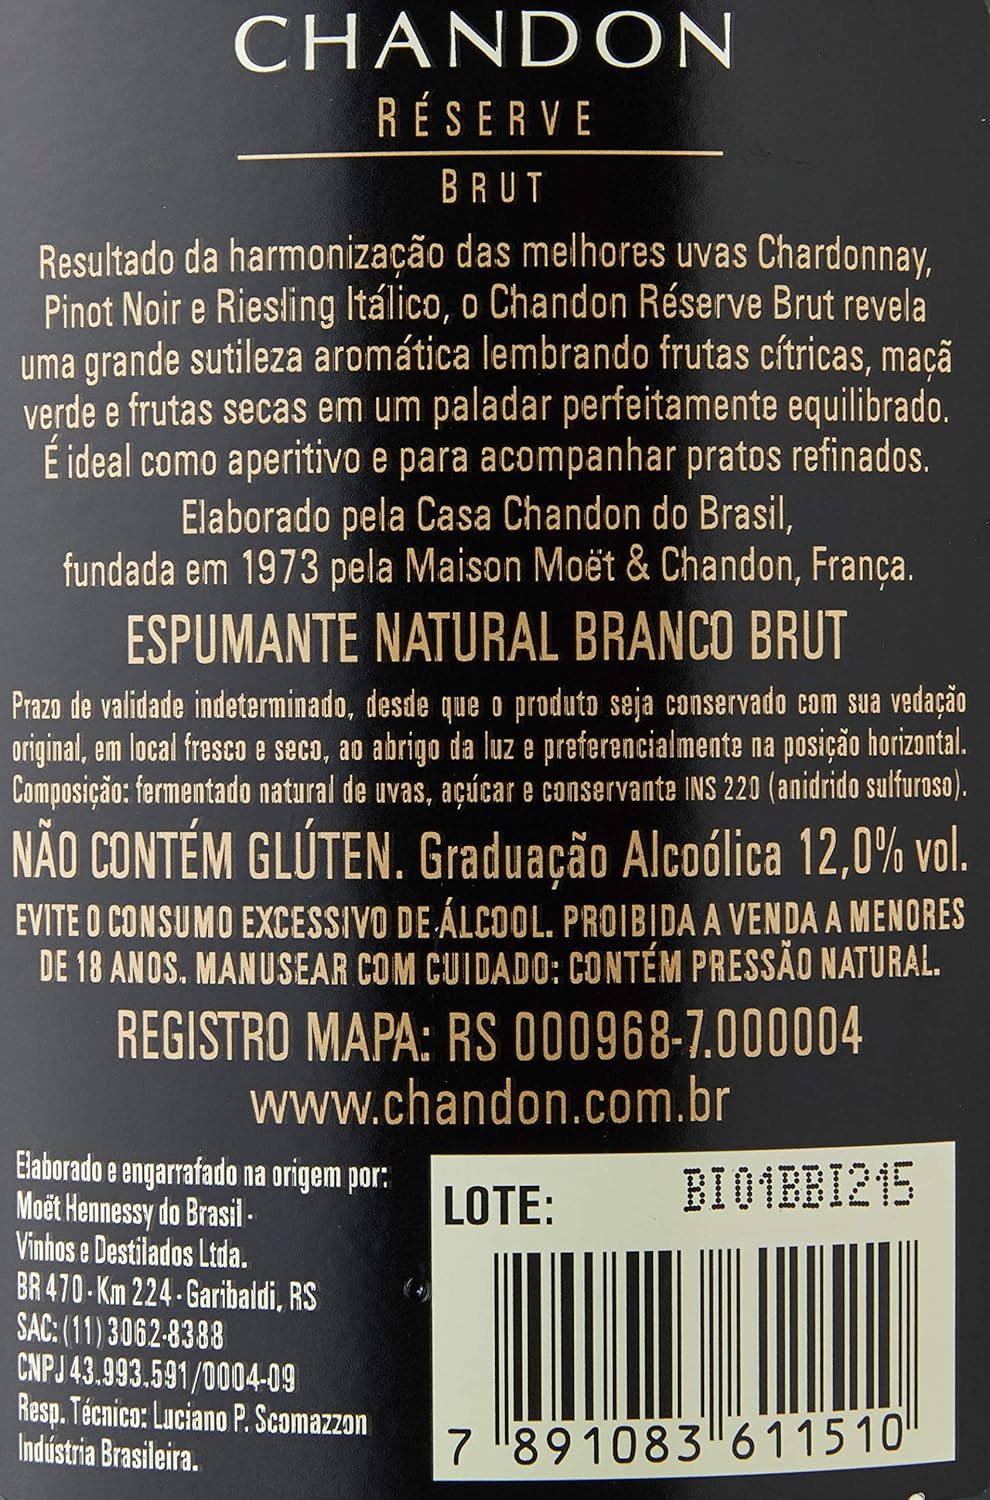 CHANDON
RÉSERVE
BRUT
Resultado da harmonização das melhores uvas Chardonnay,
Pinot Noir e Riesling Itálico, o Chandon Réserve Brut revela
uma grande sutileza aromática lembrando frutas cítricas, maçã
verde e frutas secas em um paladar perfeitamente equilibrado.
É ideal como aperitivo e para acompanhar pratos refinados.
Elaborado pela Casa Chandon do Brasil,
fundada em 1973 pela Maison Moët & Chandon, França.
ESPUMANTE NATURAL BRANCO BRUT
Prazo de validade indeterminado, desde que o produto seja conservado com sua vedação
original, em local fresco e seco, ao abrigo da luz e preferencialmente na posição horizontal.
Composição: fermentado natural de uvas, açúcar e conservante INS 220 (anidrido sulfuroso).
NÃO CONTÉM GLÚTEN. Graduação Alcoólica 12,0% vol.
EVITE O CONSUMO EXCESSIVO DE ÁLCOOL. PROIBIDA A VENDA A MENORES
DE 18 ANOS. MANUSEAR COM CUIDADO: CONTÉM PRESSÃO NATURAL.
REGISTRO MAPA: RS 000968-7.000004
www.chandon.com.br
Elaborado e engarrafado na origem por:
Moët Hennessy do Brasil -
Vinhos e Destilados Ltda.
BR 470 - Km 224 - Garibaldi, RS
SAC: (11) 3062-8388
CNPJ 43.993.591/0004-09
Resp. Técnico: Luciano P. Scomazzon
Indústria Brasileira.
LOTE: BI01BBI215
7 891083 611510